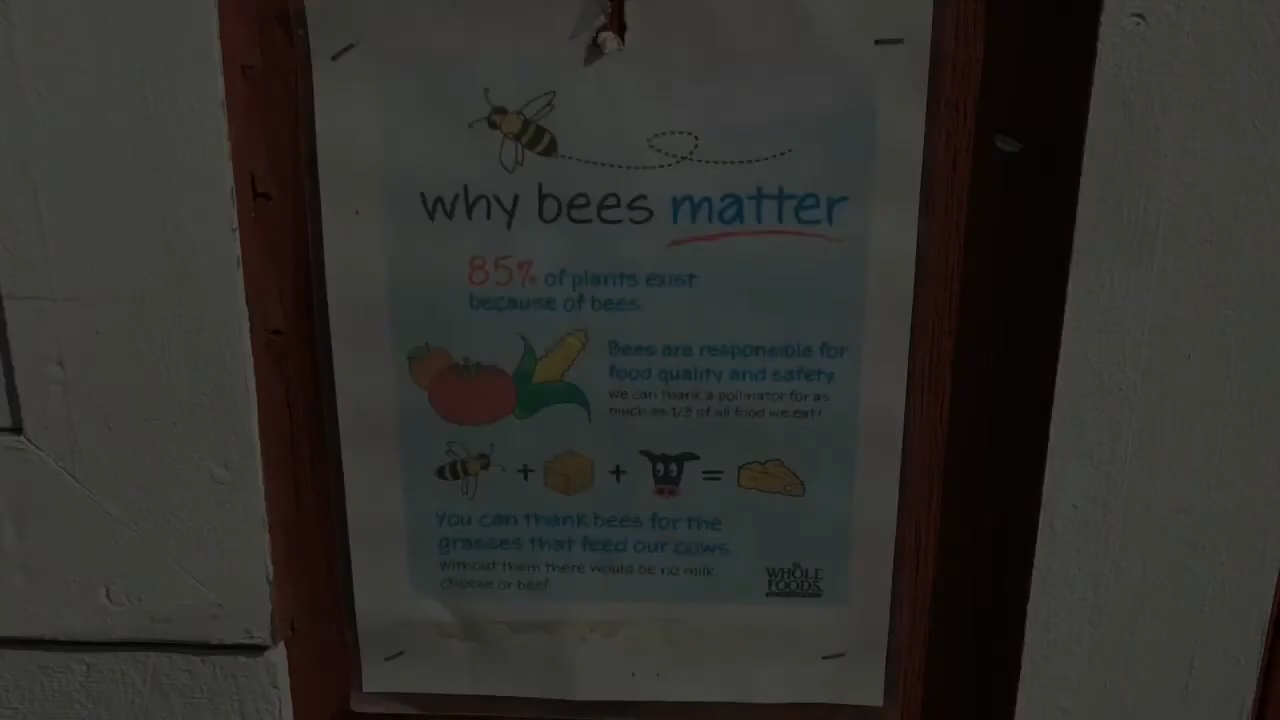 why bees matter
85% of plants exist
because of bees.
Bees are responsible for
food quality and safety.
We can thank a pollinator for as
much as 1/3 of all food we eat!
+ + =
You can thank bees for the
grasses that feed our cows.
Without them there would be no milk,
cheese or beef.
WHOLE
FOODS